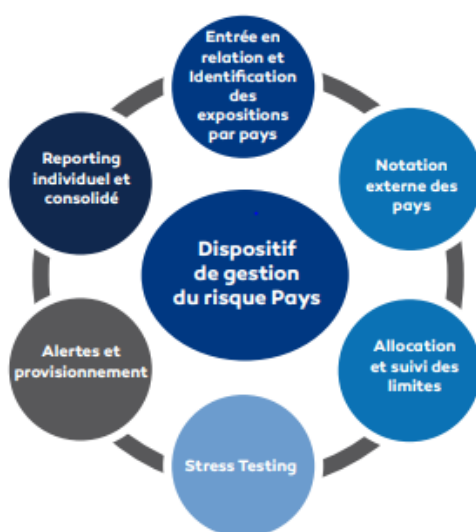 Entrée en
relation et
Identification
des
expositions
par pays
Notation
externe des
pays
Allocation
et suivi des
limites
Stress Testing
Alertes et
provisionnement
Reporting
individuel et
consolidé
Dispositif
de gestion
du risque Pays